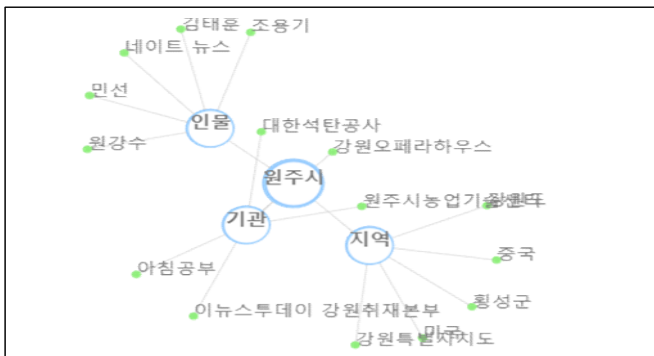 김태훈
조용기
네이트 뉴스
민선
인물
대한석탄공사
원강수
강원오페라하우스
원주시
원주시농업기술센터
기관
지역
중국
아침공부
횡성군
이뉴스투데이 강원취재본부
미국
강원특별자치도